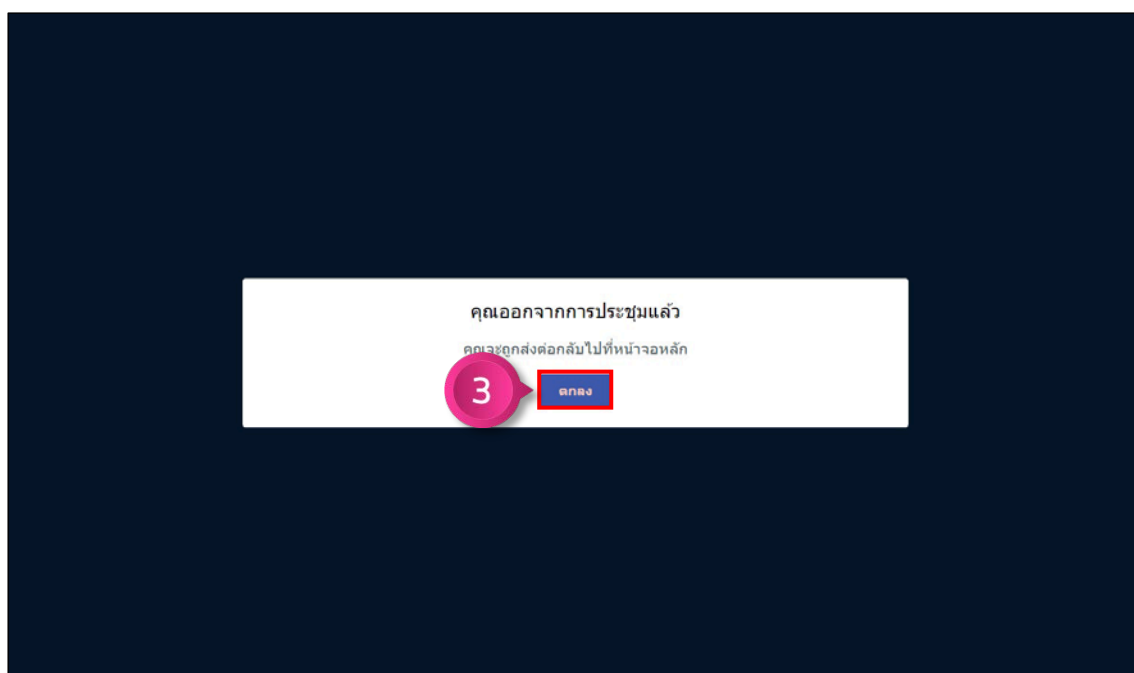 คุณออกจากการประชุมแล้ว
คุณจะถูกส่งต่อกลับไปที่หน้าจอหลัก
3
ตกลง